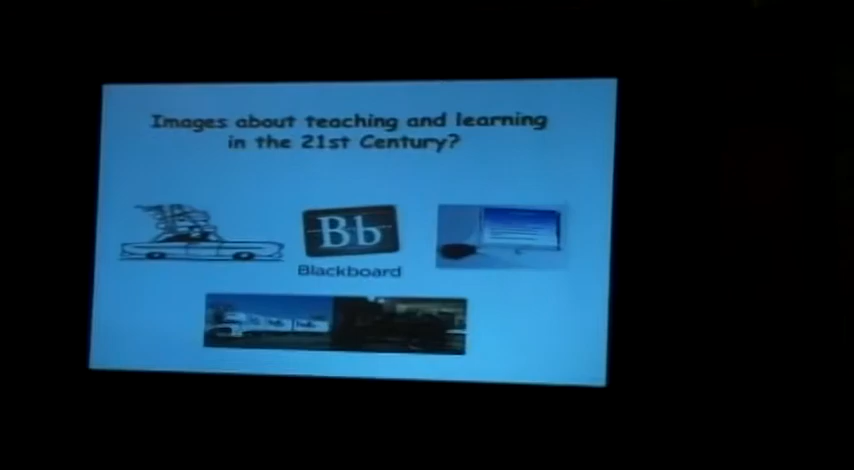 Images about teaching and learning
in the 21st Century?
Bb
Blackboard